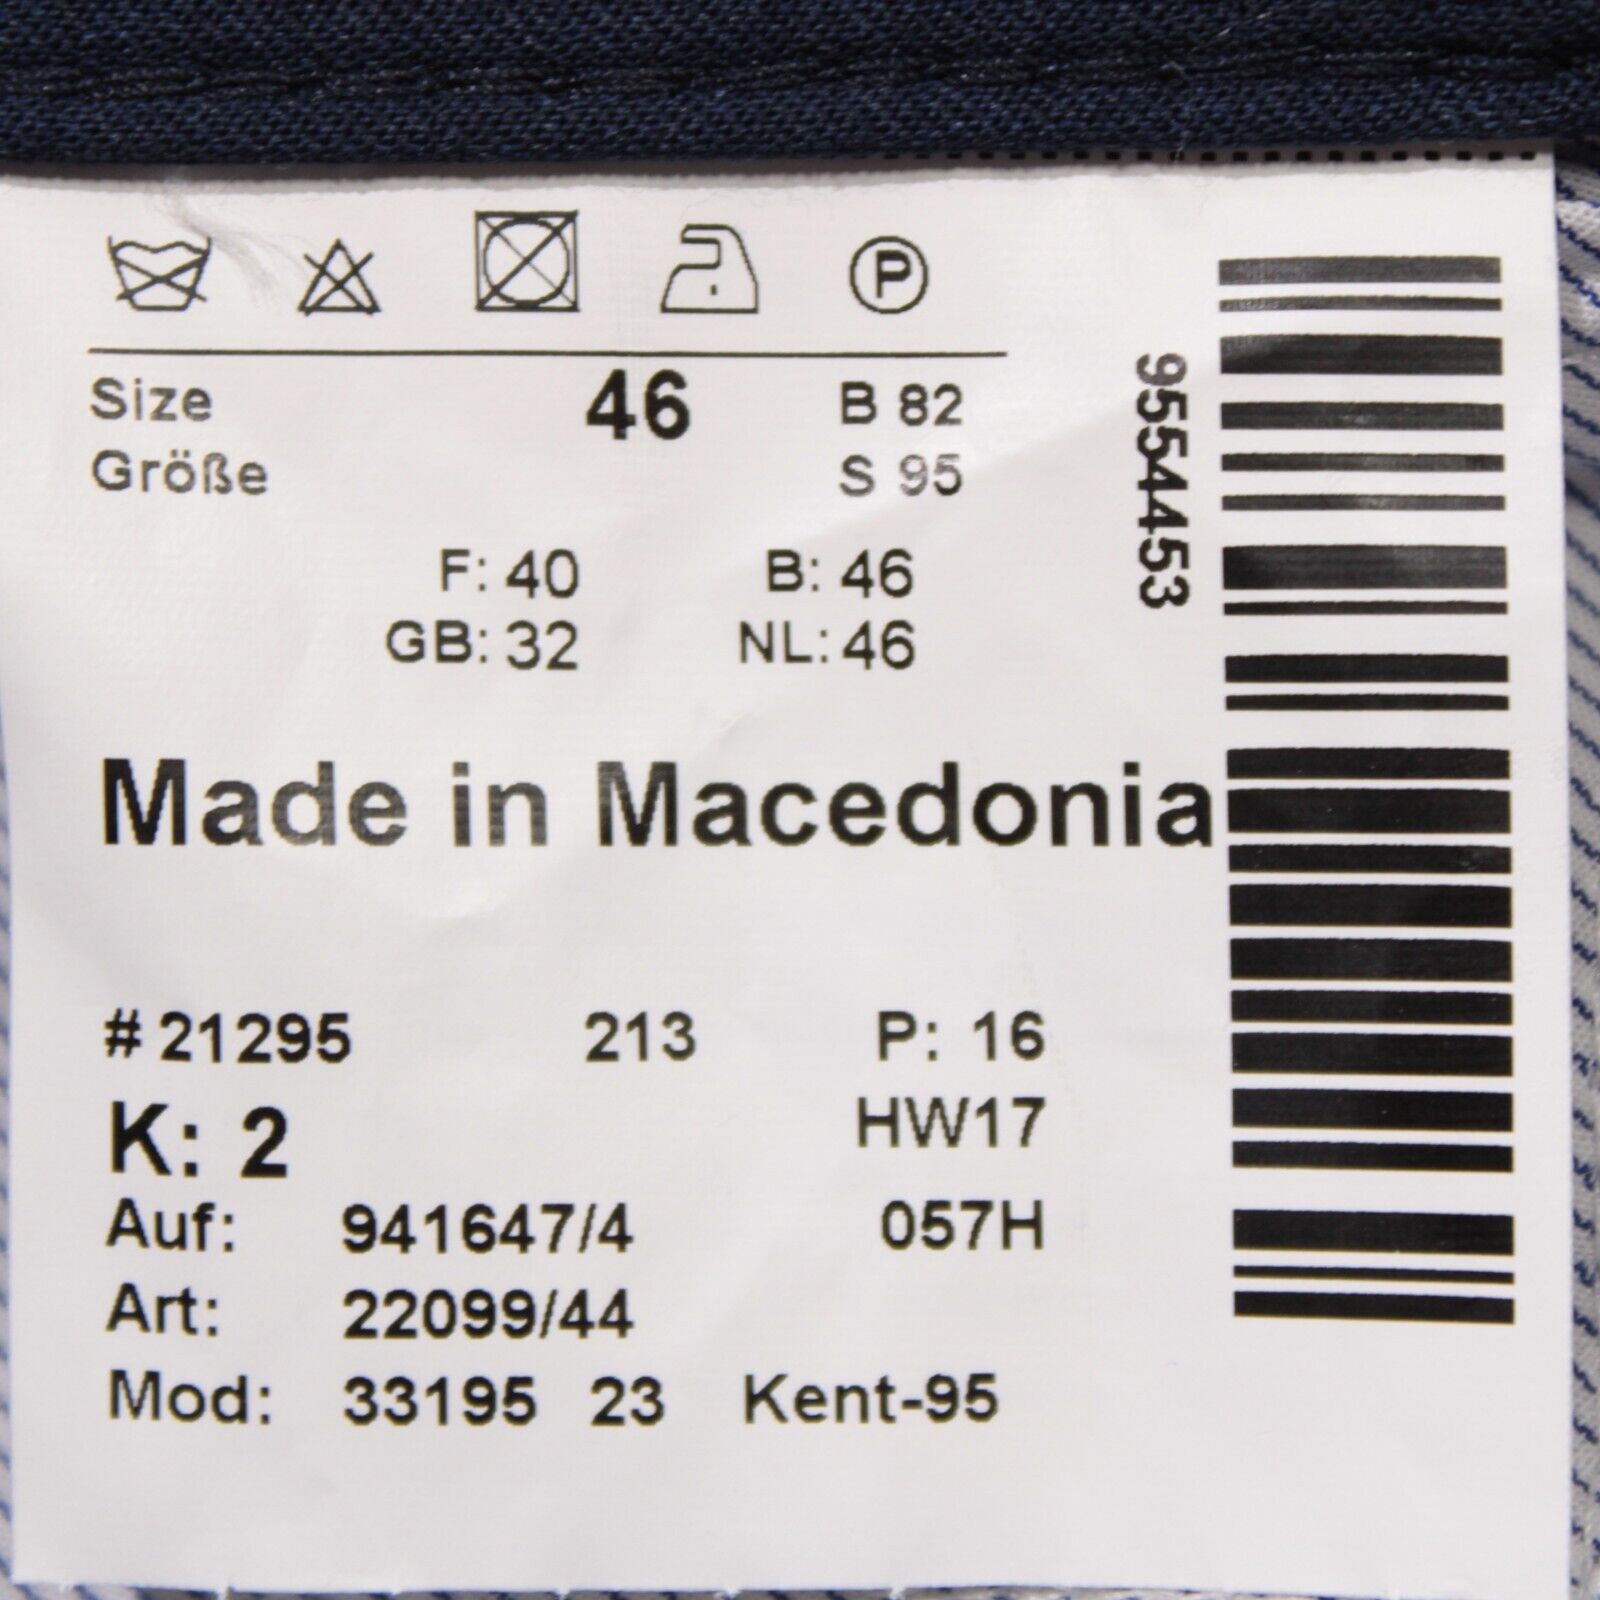 P
Size 46 B 82
Größe S 95
F: 40 B: 46
GB: 32 NL: 46
Made in Macedonia
# 21295 213 P: 16
K: 2 HW17
Auf: 941647/4 057H
Art: 22099/44
Mod: 33195 23 Kent-95
9554453